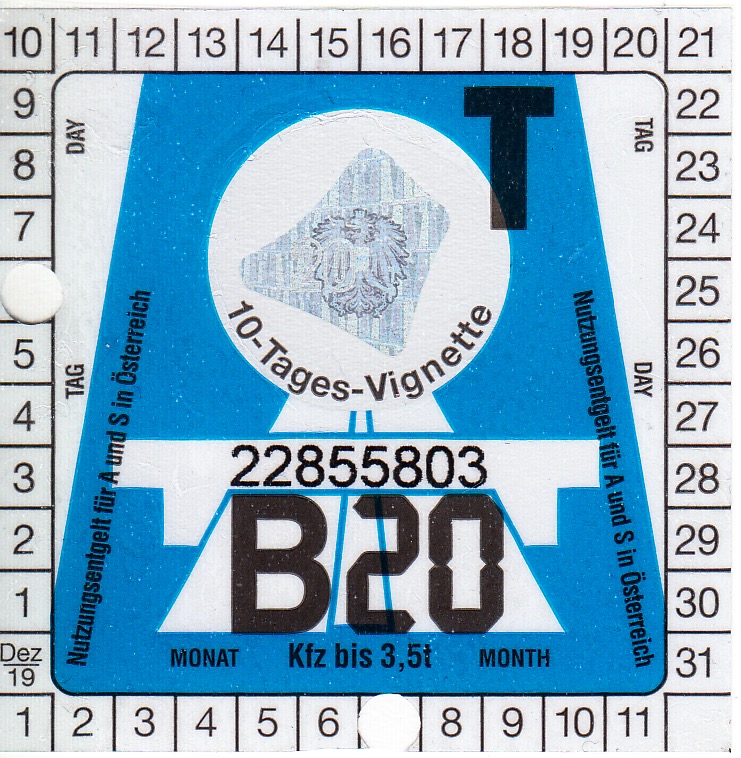 10 11 12 13 14 15 16 17 18 19 20 21
9 22
8 23
7 24
25
5 26
4 27
3 28
2 29
1 30
Dez 19 31
1 2 3 4 5 6 8 9 10 11
DAY
TAG
TAG
DAY
T
10-Tages-Vignette
Nutzungsentgelt für A und S in Österreich
Nutzungsentgelt für A und S in Österreich
22855803
B20
MONAT Kfz bis 3,5t MONTH